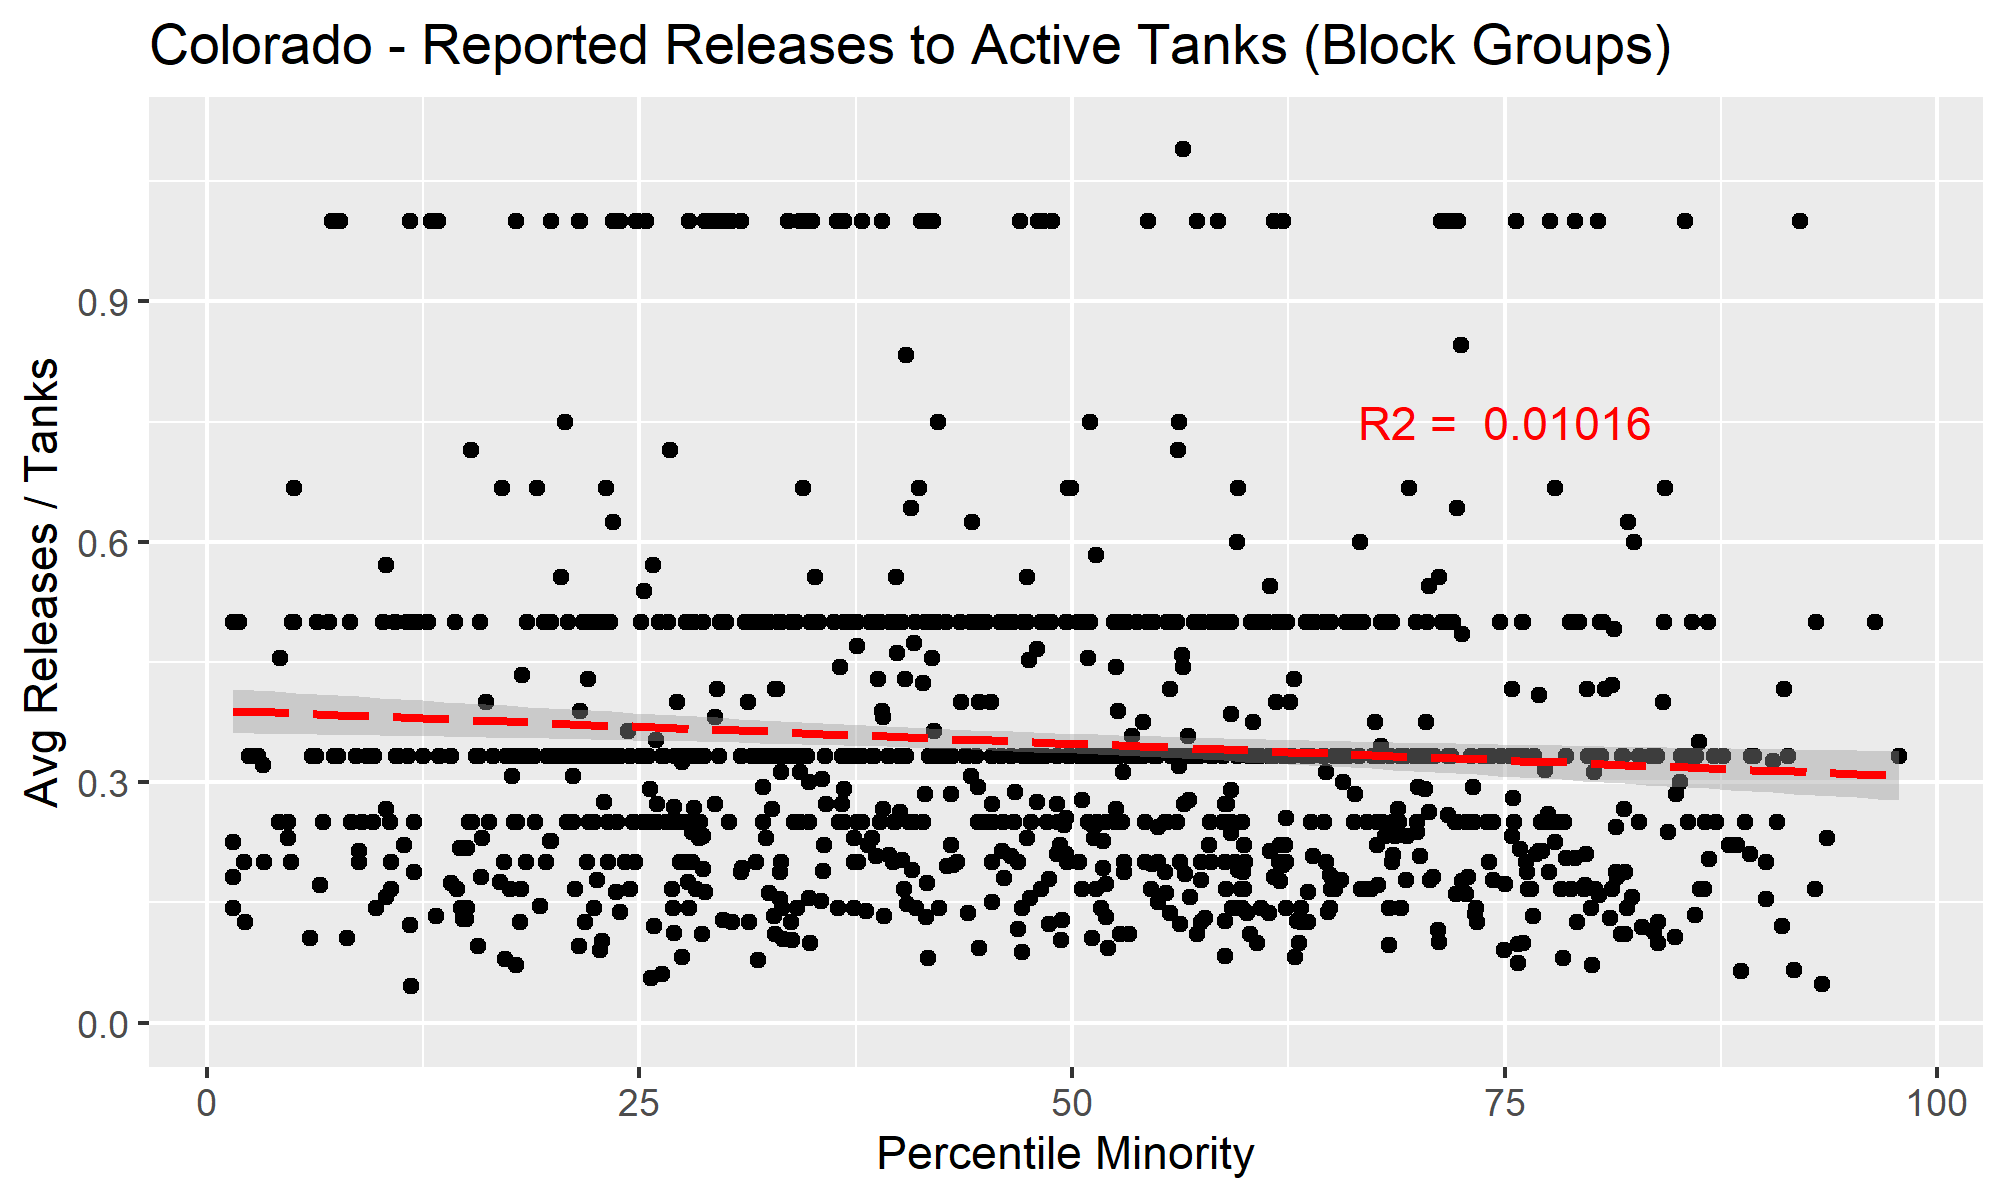 Colorado - Reported Releases to Active Tanks (Block Groups)
Avg Releases / Tanks
0.9
0.6
0.3
0.0
R2 =  0.01016
0
25
50
75
100
Percentile Minority